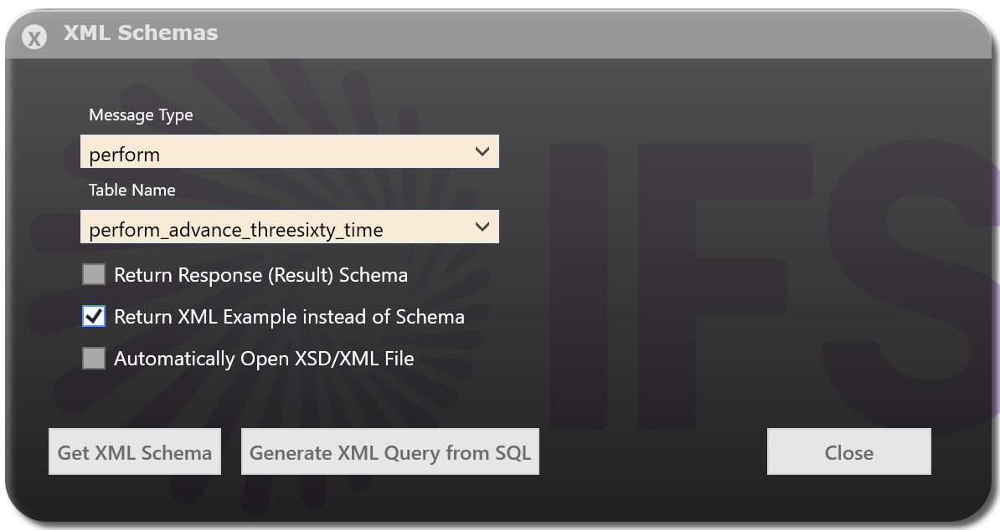 X XML Schemas
Message Type
perform
Table Name
perform_advance_threesixty_time
Return Response (Result) Schema
Return XML Example instead of Schema
Automatically Open XSD/XML File
IFS
Get XML Schema Generate XML Query from SQL Close